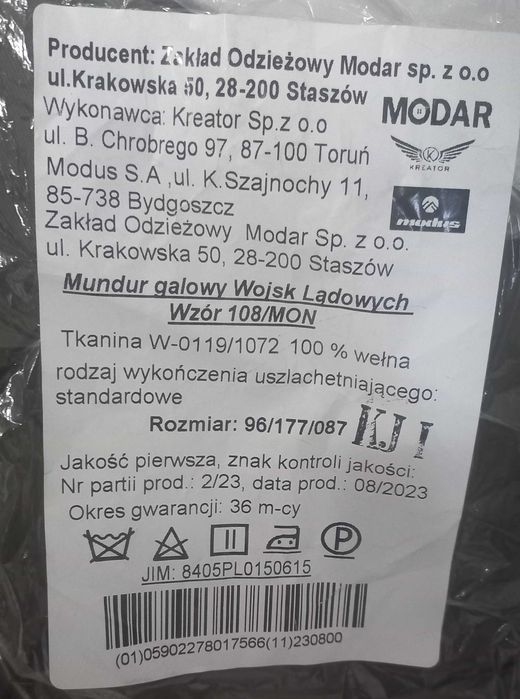 Producent: Zakład Odzieżowy Modar sp. z o.o
ul.Krakowska 50, 28-200 Staszów
MODAR
Wykonawca: Kreator Sp.z o.o
ul. B. Chrobrego 97, 87-100 Toruń
K
KREATOR
Modus S.A ,ul. K.Szajnochy 11,
85-738 Bydgoszcz
modus
Zakład Odzieżowy Modar Sp. z o.o.
ul. Krakowska 50, 28-200 Staszów
Mundur galowy Wojsk Lądowych
Wzór 108/MON
Tkanina W-0119/1072 100 % wełna
rodzaj wykończenia uszlachetniającego:
standardowe
Rozmiar: 96/177/087
KJ 1
Jakość pierwsza, znak kontroli jakości:
Nr partii prod.: 2/23, data prod.: 08/2023
Okres gwarancji: 36 m-cy
P
JIM: 8405PL0150615
(01)05902278017566(11)230800